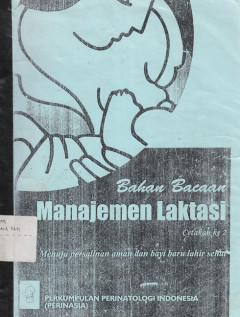 Bahan Bacaan
Manajemen Laktasi
Cetakan ke 2
Menuju persalinan aman dan bayi baru lahir sehat
PERKUMPULAN PERINATOLOGI INDONESIA
(PERINASIA)